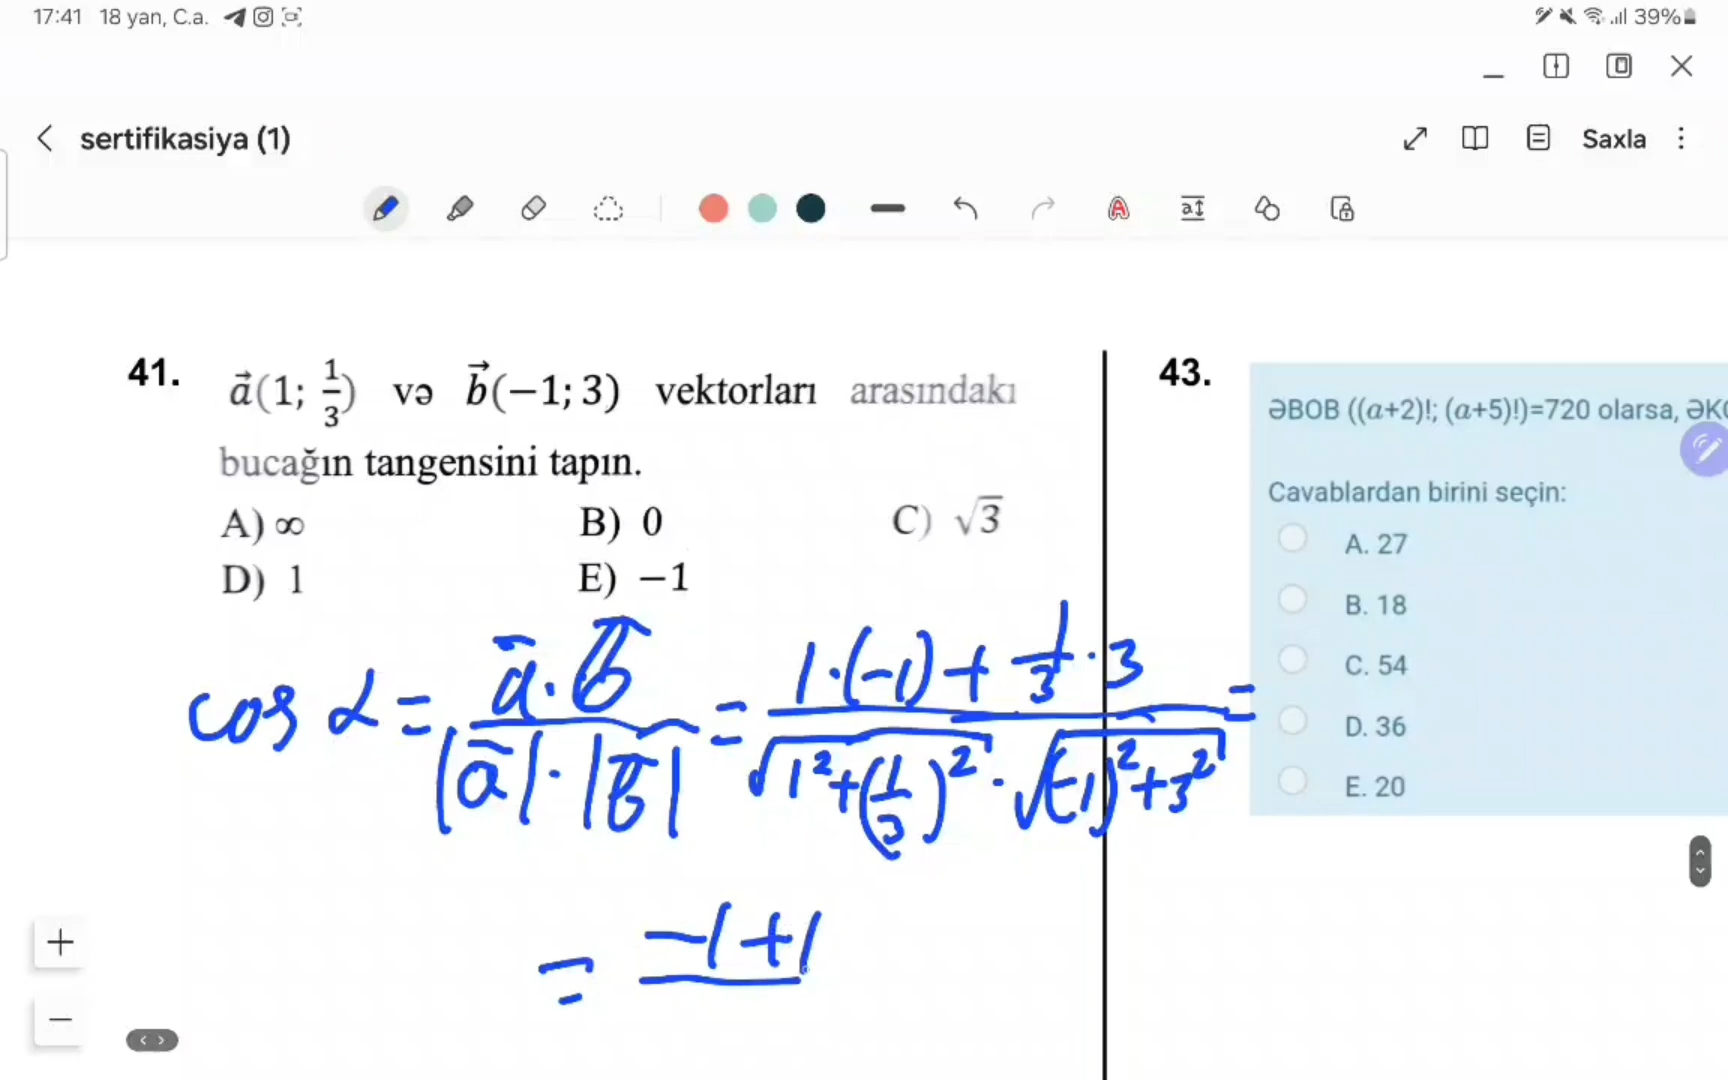 17:41 18 yan, C.a.
39%
sertifikasiya (1)
Saxla
41. a⃗(1; 1/3) və b⃗(−1; 3) vektorları arasındakı
bucağın tangensini tapın.
A) ∞ B) 0 C) √3
D) 1 E) −1
cos α = (a̅ · b⃗)/(|a̅| · |b̅|) = (1·(-1) + 1/3 · 3)/(√(1² + (1/3)²) · √((-1)² + 3²)) =
= −1+1
43.
ƏBOB ((a+2)!; (a+5)!)=720 olarsa,
Cavablardan birini seçin:
A. 27
B. 18
C. 54
D. 36
E. 20